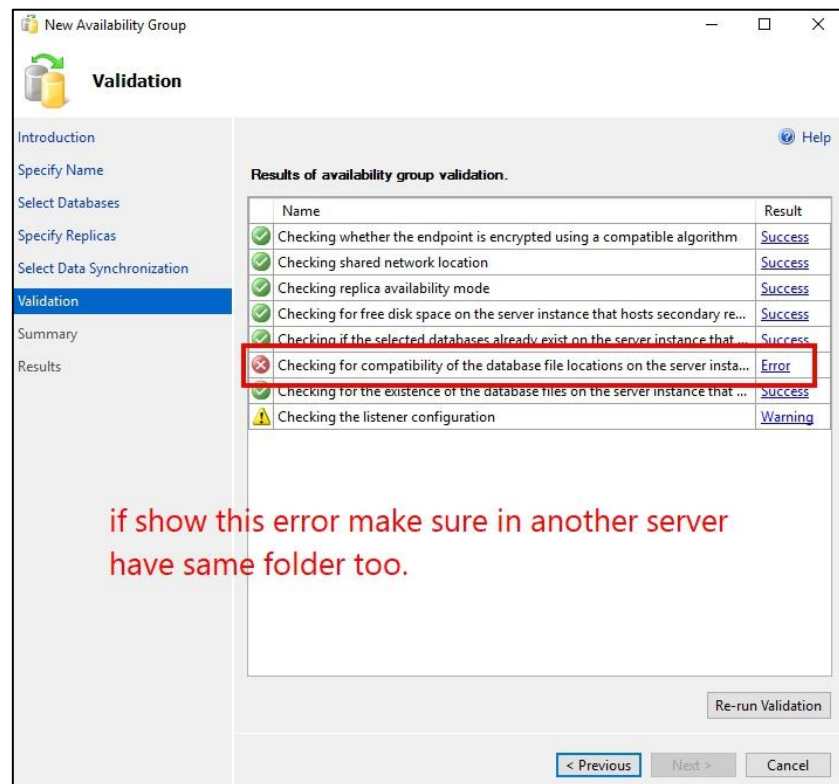 New Availability Group
Validation
Introduction
Help
Specify Name
Results of availability group validation.
Select Databases
Name Result
Specify Replicas
Checking whether the endpoint is encrypted using a compatible algorithm Success
Select Data Synchronization
Checking shared network location Success
Validation
Checking replica availability mode Success
Summary
Checking for free disk space on the server instance that hosts secondary re... Success
Results
Checking if the selected databases already exist on the server instance that ... Success
Checking for compatibility of the database file locations on the server insta... Error
Checking for the existence of the database files on the server instance that ... Success
Checking the listener configuration Warning
if show this error make sure in another server
have same folder too.
Re-run Validation
< Previous Next > Cancel